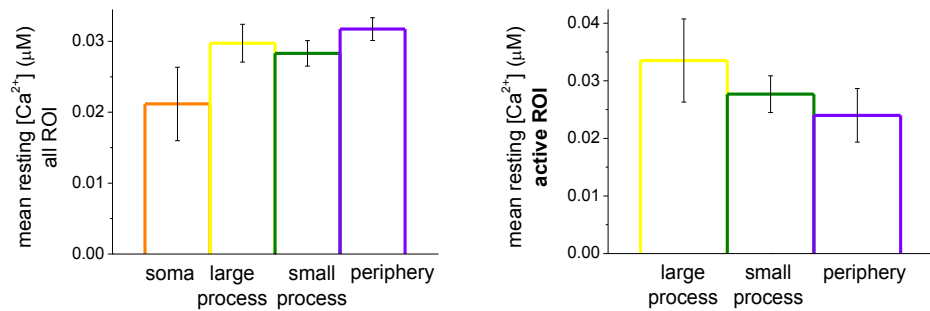 mean resting [Ca²⁺] (μM)
all ROI
0.03
0.02
0.01
0.00
soma large small periphery
process process
mean resting [Ca²⁺] (μM)
active ROI
0.04
0.03
0.02
0.01
0.00
large small periphery
process process